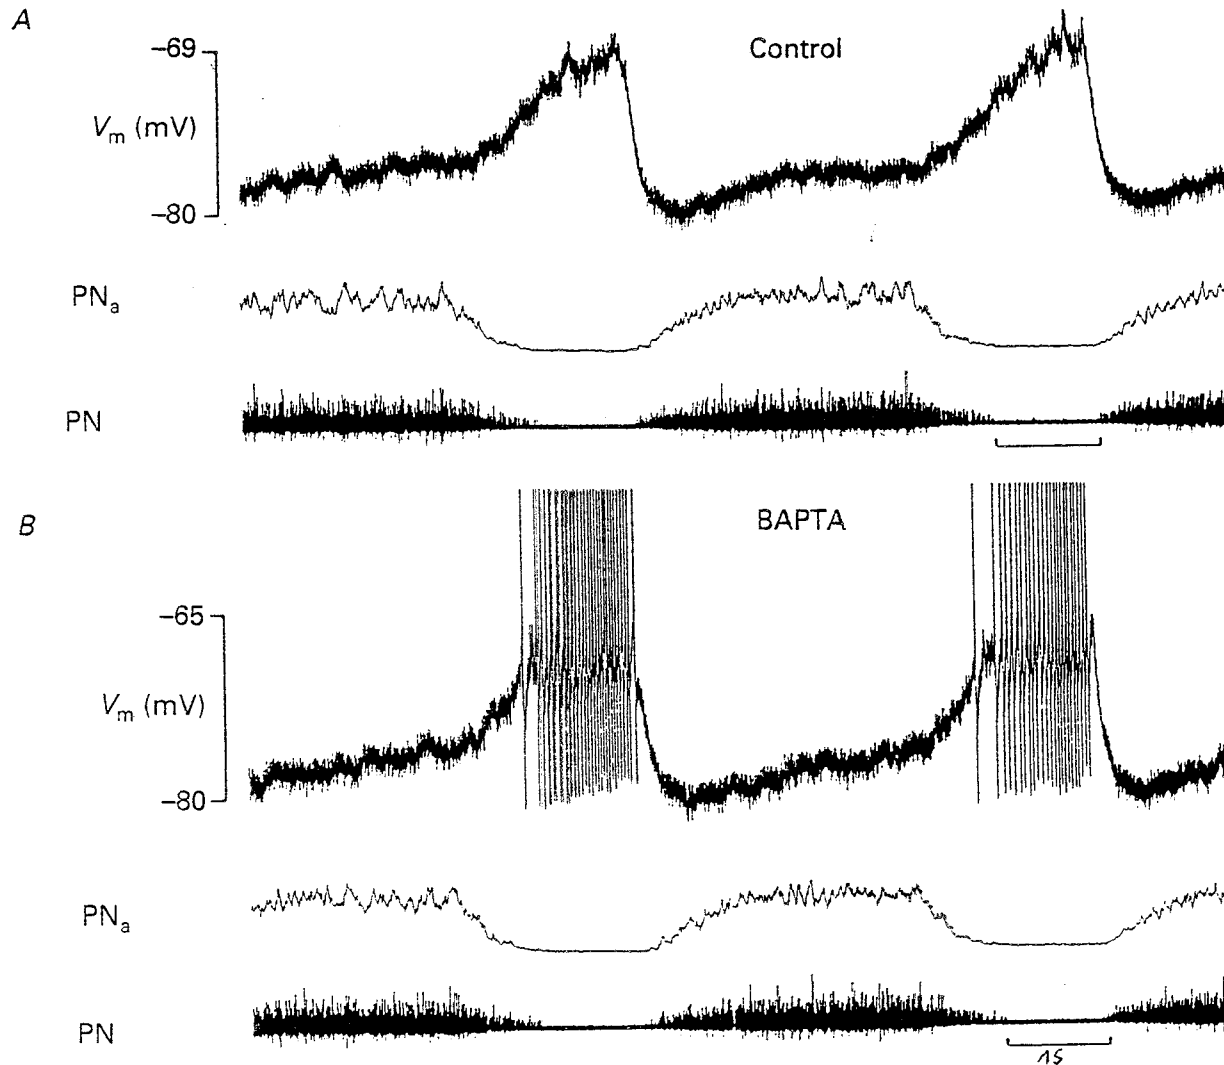 A
Control
−69
Vm (mV)
−80
PNa
PN
B
BAPTA
−65
Vm (mV)
−80
PNa
PN
1s